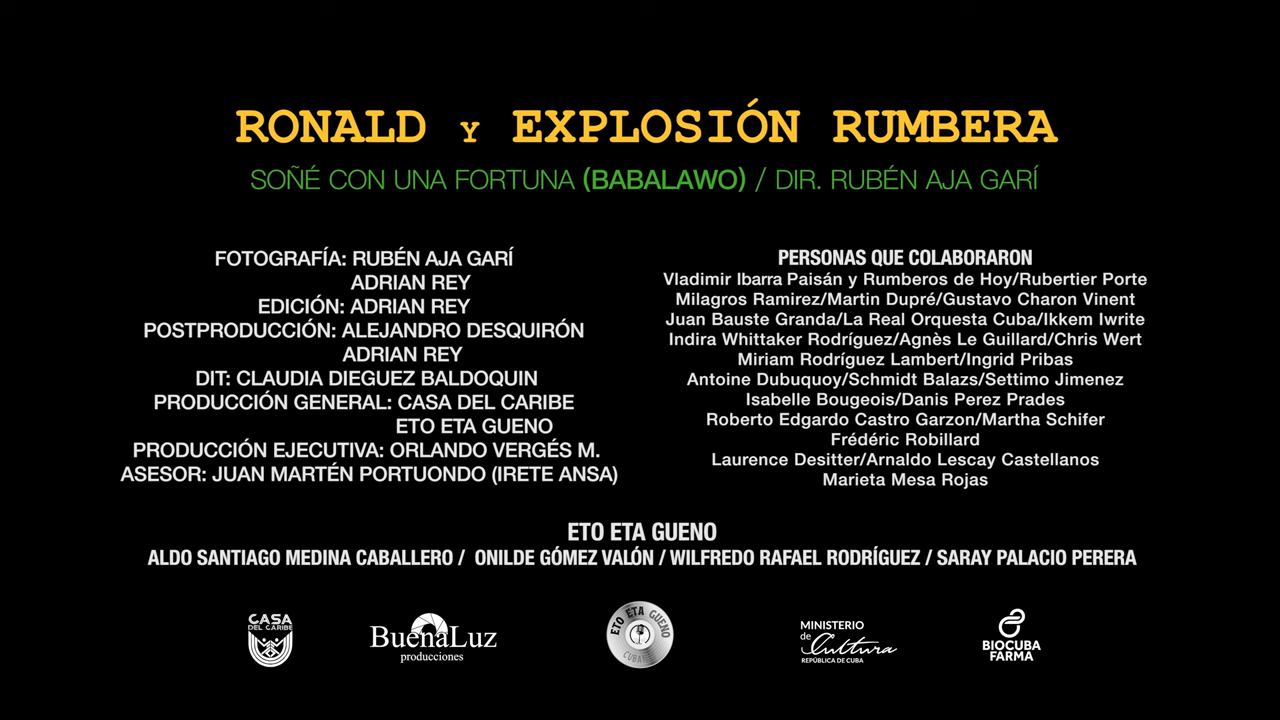 RONALD Y EXPLOSIÓN RUMBERA
SOÑÉ CON UNA FORTUNA (BABALAWO) / DIR. RUBÉN AJA GARÍ
FOTOGRAFÍA: RUBÉN AJA GARÍ
ADRIAN REY
EDICIÓN: ADRIAN REY
POSTPRODUCCIÓN: ALEJANDRO DESQUIRÓN
ADRIAN REY
DIT: CLAUDIA DIEGUEZ BALDOQUIN
PRODUCCIÓN GENERAL: CASA DEL CARIBE
ETO ETA GUENO
PRODUCCIÓN EJECUTIVA: ORLANDO VERGÉS M.
ASESOR: JUAN MARTÉN PORTUONDO (IRETE ANSA)
PERSONAS QUE COLABORARON
Vladimir Ibarra Paisán y Rumberos de Hoy/Rubertier Porte
Milagros Ramirez/Martin Dupré/Gustavo Charon Vinent
Juan Bauste Granda/La Real Orquesta Cuba/Ikkem Iwrite
Indira Whittaker Rodríguez/Agnès Le Guillard/Chris Wert
Miriam Rodríguez Lambert/Ingrid Pribas
Antoine Dubuquoy/Schmidt Balazs/Settimo Jimenez
Isabelle Bougeois/Danis Perez Prades
Roberto Edgardo Castro Garzon/Martha Schifer
Frédéric Robillard
Laurence Desitter/Arnaldo Lescay Castellanos
Marieta Mesa Rojas
ETO ETA GUENO
ALDO SANTIAGO MEDINA CABALLERO / ONILDE GÓMEZ VALÓN / WILFREDO RAFAEL RODRÍGUEZ / SARAY PALACIO PERERA
CASA
DEL CARIBE
BuenaLuz
producciones
ETO ETA GUENO
CUBA
MINISTERIO
de Cultura
REPÚBLICA DE CUBA
BIOCUBA
FARMA